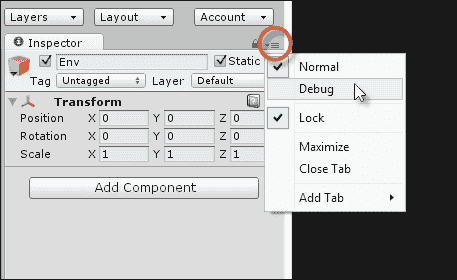 Layers Layout Account
Inspector
Env Static
Tag Untagged Layer Default
Transform
Position X 0 Y 0 Z 0
Rotation X 0 Y 0 Z 0
Scale X 1 Y 1 Z 1
Add Component
Normal
Debug
Lock
Maximize
Close Tab
Add Tab